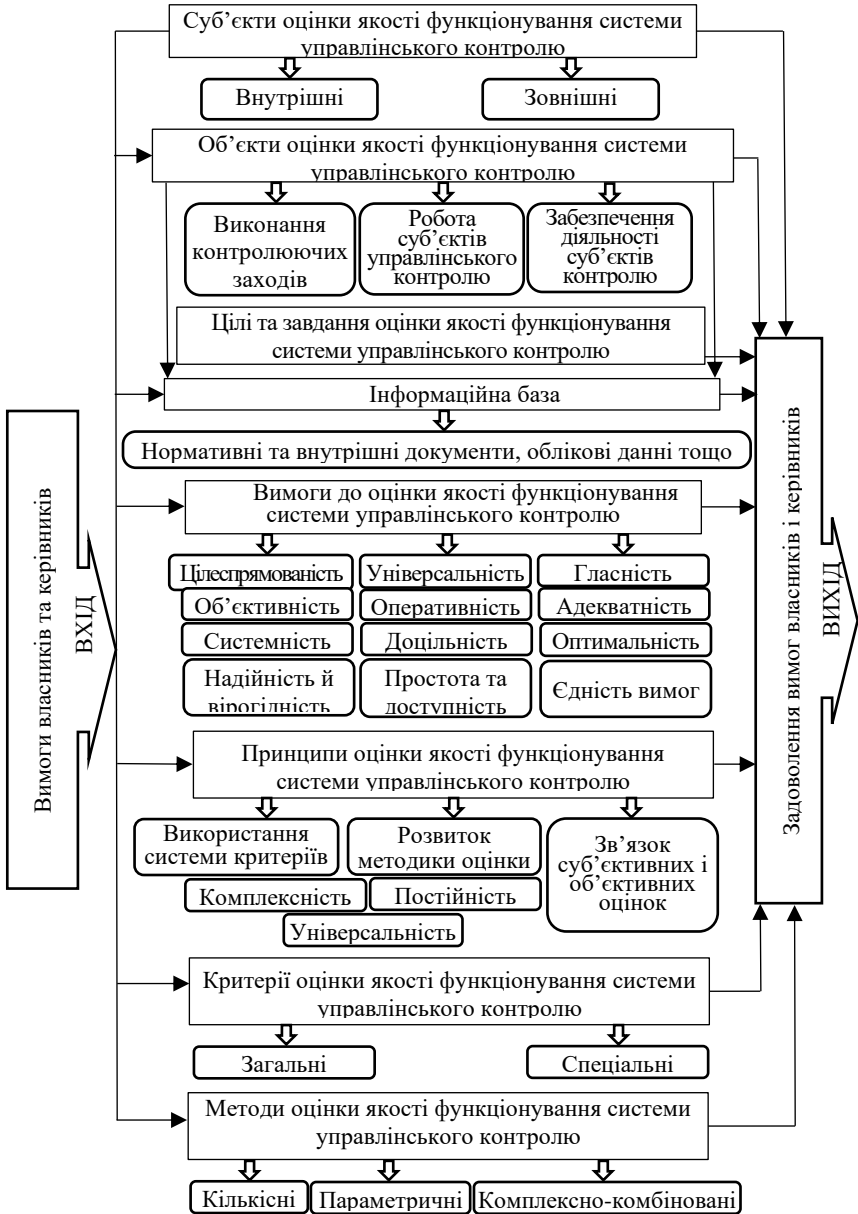 Суб’єкти оцінки якості функціонування системи
управлінського контролю
Внутрішні
Зовнішні
Об’єкти оцінки якості функціонування системи
управлінського контролю
Виконання
контролюючих
заходів
Робота
суб’єктів
управлінського
контролю
Забезпечення
діяльності
суб’єктів
контролю
Цілі та завдання оцінки якості функціонування
системи управлінського контролю
Інформаційна база
Нормативні та внутрішні документи, облікові данні тощо
Вимоги до оцінки якості функціонування
системи управлінського контролю
Цілеспрямованість
Універсальність
Гласність
Об’єктивність
Оперативність
Адекватність
Системність
Доцільність
Оптимальність
Надійність й
вірогідність
Простота та
доступність
Єдність вимог
Принципи оцінки якості функціонування
системи управлінського контролю
Використання
системи критеріїв
Розвиток
методики оцінки
Зв’язок
суб’єктивних і
об’єктивних
оцінок
Комплексність
Постійність
Універсальність
Критерії оцінки якості функціонування системи
управлінського контролю
Загальні
Спеціальні
Методи оцінки якості функціонування системи
управлінського контролю
Кількісні
Параметричні
Комплексно-комбіновані
Вимоги власників та керівників
ВХІД
Задоволення вимог власників і керівників
ВИХІД